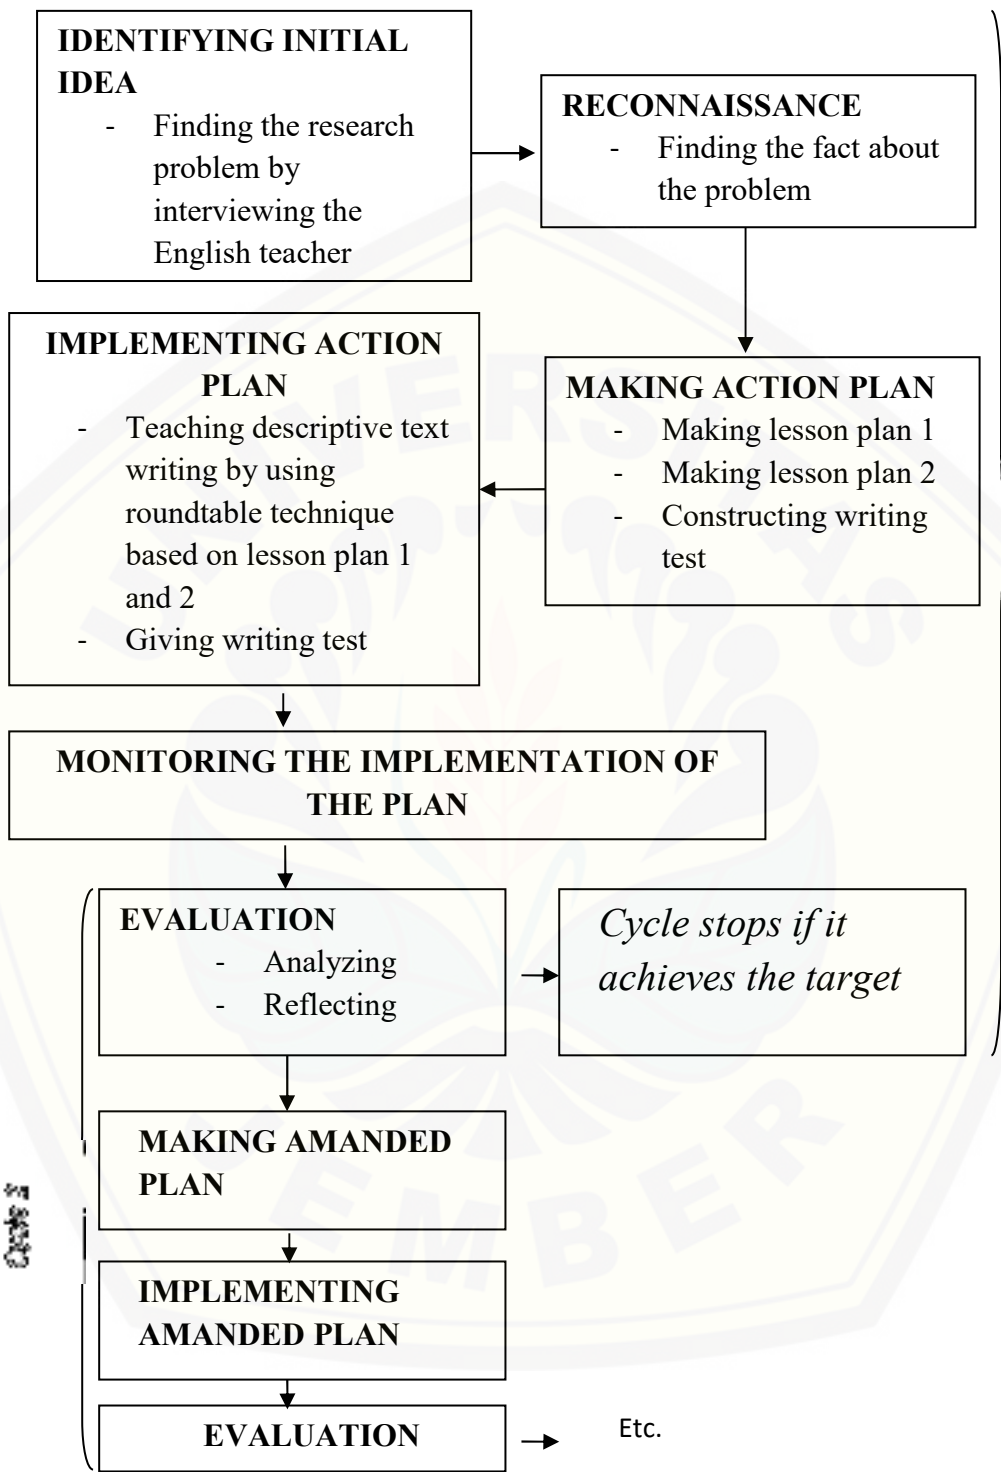 IDENTIFYING INITIAL
IDEA
- Finding the research
problem by
interviewing the
English teacher
RECONNAISSANCE
- Finding the fact about
the problem
IMPLEMENTING ACTION
PLAN
- Teaching descriptive text
writing by using
roundtable technique
based on lesson plan 1
and 2
- Giving writing test
MAKING ACTION PLAN
- Making lesson plan 1
- Making lesson plan 2
- Constructing writing
test
MONITORING THE IMPLEMENTATION OF
THE PLAN
EVALUATION
- Analyzing
- Reflecting
Cycle stops if it
achieves the target
MAKING AMANDED
PLAN
IMPLEMENTING
AMANDED PLAN
EVALUATION
Etc.
UNIVERSITAS
JEMBER